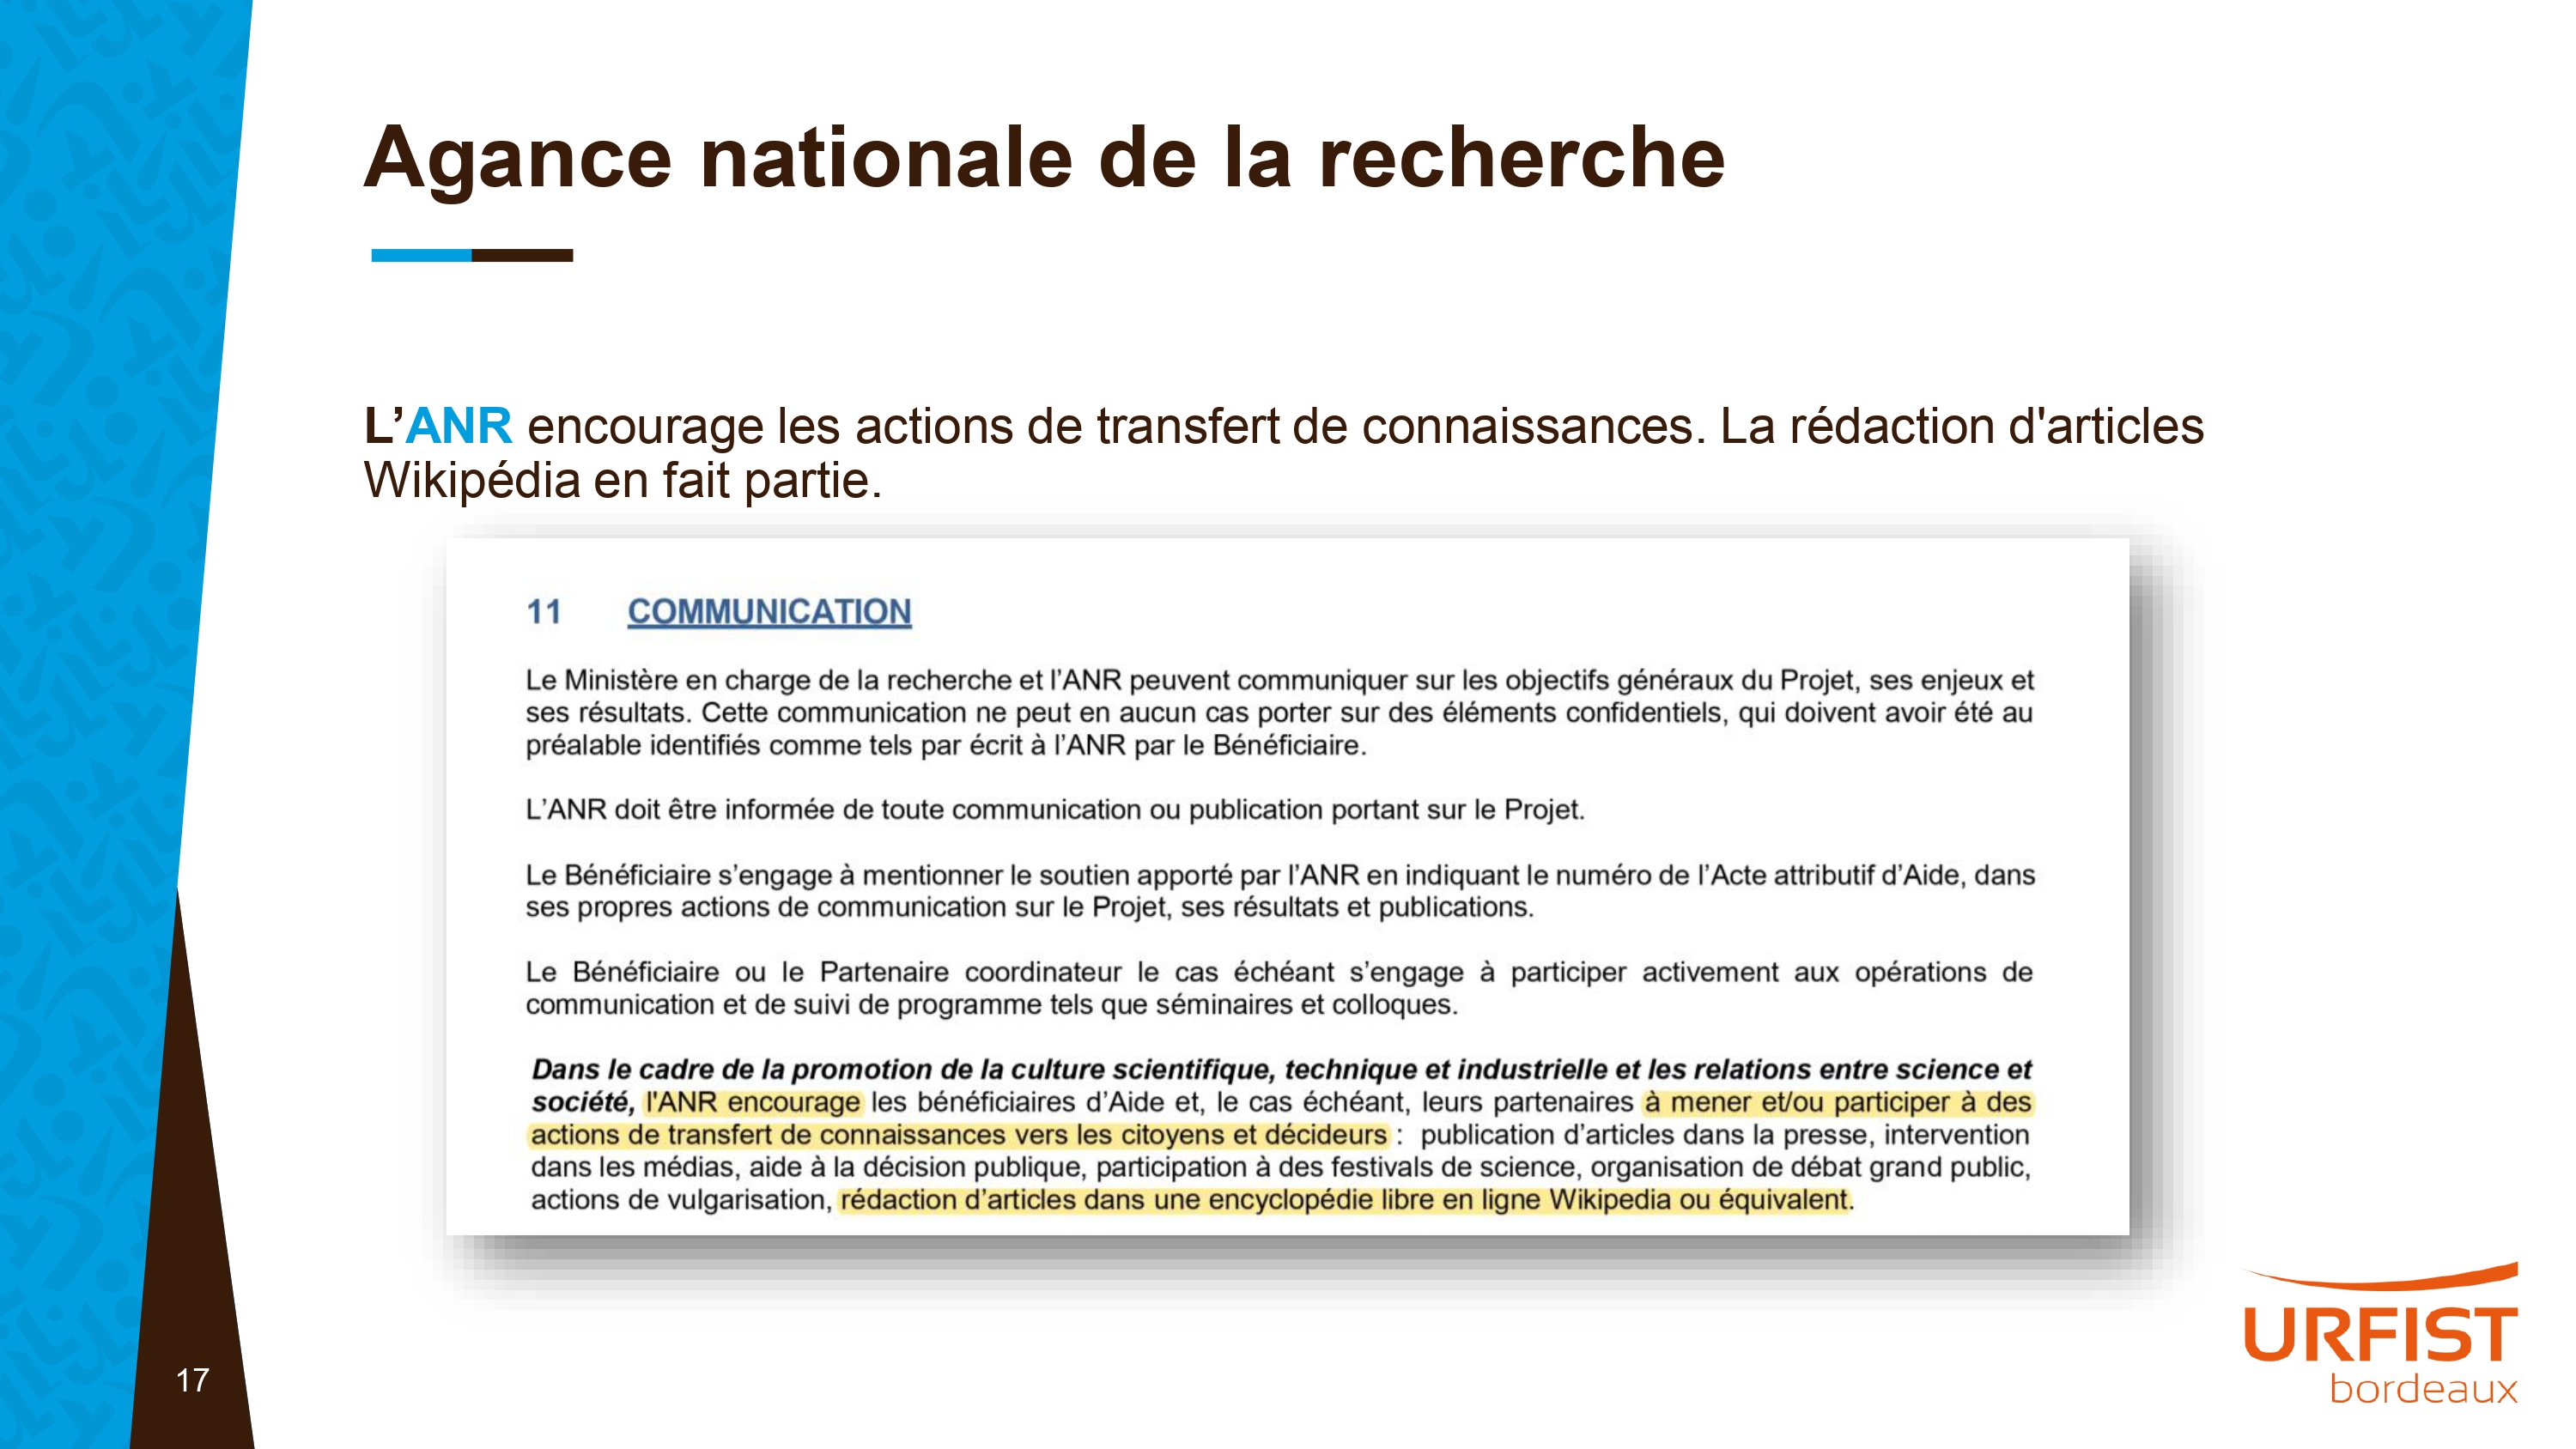 Agance nationale de la recherche
L’ANR encourage les actions de transfert de connaissances. La rédaction d'articles
Wikipédia en fait partie.
11 COMMUNICATION
Le Ministère en charge de la recherche et l’ANR peuvent communiquer sur les objectifs généraux du Projet, ses enjeux et
ses résultats. Cette communication ne peut en aucun cas porter sur des éléments confidentiels, qui doivent avoir été au
préalable identifiés comme tels par écrit à l’ANR par le Bénéficiaire.
L’ANR doit être informée de toute communication ou publication portant sur le Projet.
Le Bénéficiaire s’engage à mentionner le soutien apporté par l’ANR en indiquant le numéro de l’Acte attributif d’Aide, dans
ses propres actions de communication sur le Projet, ses résultats et publications.
Le Bénéficiaire ou le Partenaire coordinateur le cas échéant s’engage à participer activement aux opérations de
communication et de suivi de programme tels que séminaires et colloques.
Dans le cadre de la promotion de la culture scientifique, technique et industrielle et les relations entre science et
société, l'ANR encourage les bénéficiaires d’Aide et, le cas échéant, leurs partenaires à mener et/ou participer à des
actions de transfert de connaissances vers les citoyens et décideurs : publication d’articles dans la presse, intervention
dans les médias, aide à la décision publique, participation à des festivals de science, organisation de débat grand public,
actions de vulgarisation, rédaction d’articles dans une encyclopédie libre en ligne Wikipedia ou équivalent.
17
URFIST
bordeaux